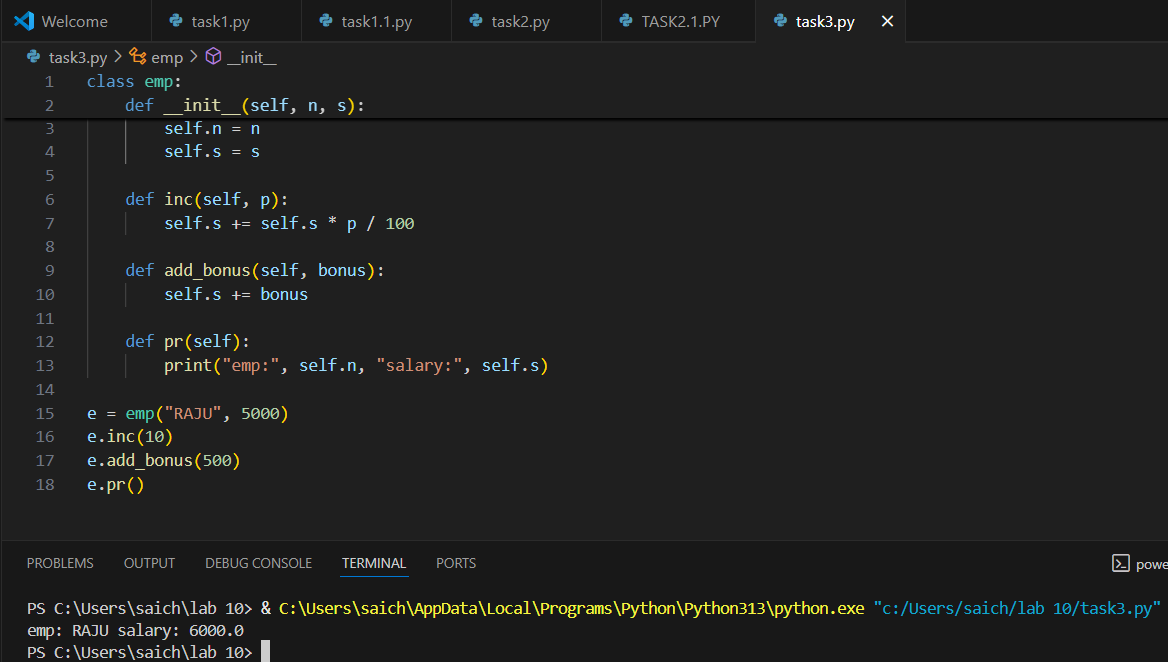 Welcome task1.py task1.1.py task2.py TASK2.1.PY task3.py
task3.py > emp > __init__
1 class emp:
2     def __init__(self, n, s):
3         self.n = n
4         self.s = s
5
6     def inc(self, p):
7         self.s += self.s * p / 100
8
9     def add_bonus(self, bonus):
10         self.s += bonus
11
12     def pr(self):
13         print("emp:", self.n, "salary:", self.s)
14
15 e = emp("RAJU", 5000)
16 e.inc(10)
17 e.add_bonus(500)
18 e.pr()
PROBLEMS OUTPUT DEBUG CONSOLE TERMINAL PORTS powe
PS C:\Users\saich\lab 10> & C:\Users\saich\AppData\Local\Programs\Python\Python313\python.exe "c:/Users/saich/lab 10/task3.py"
emp: RAJU salary: 6000.0
PS C:\Users\saich\lab 10>